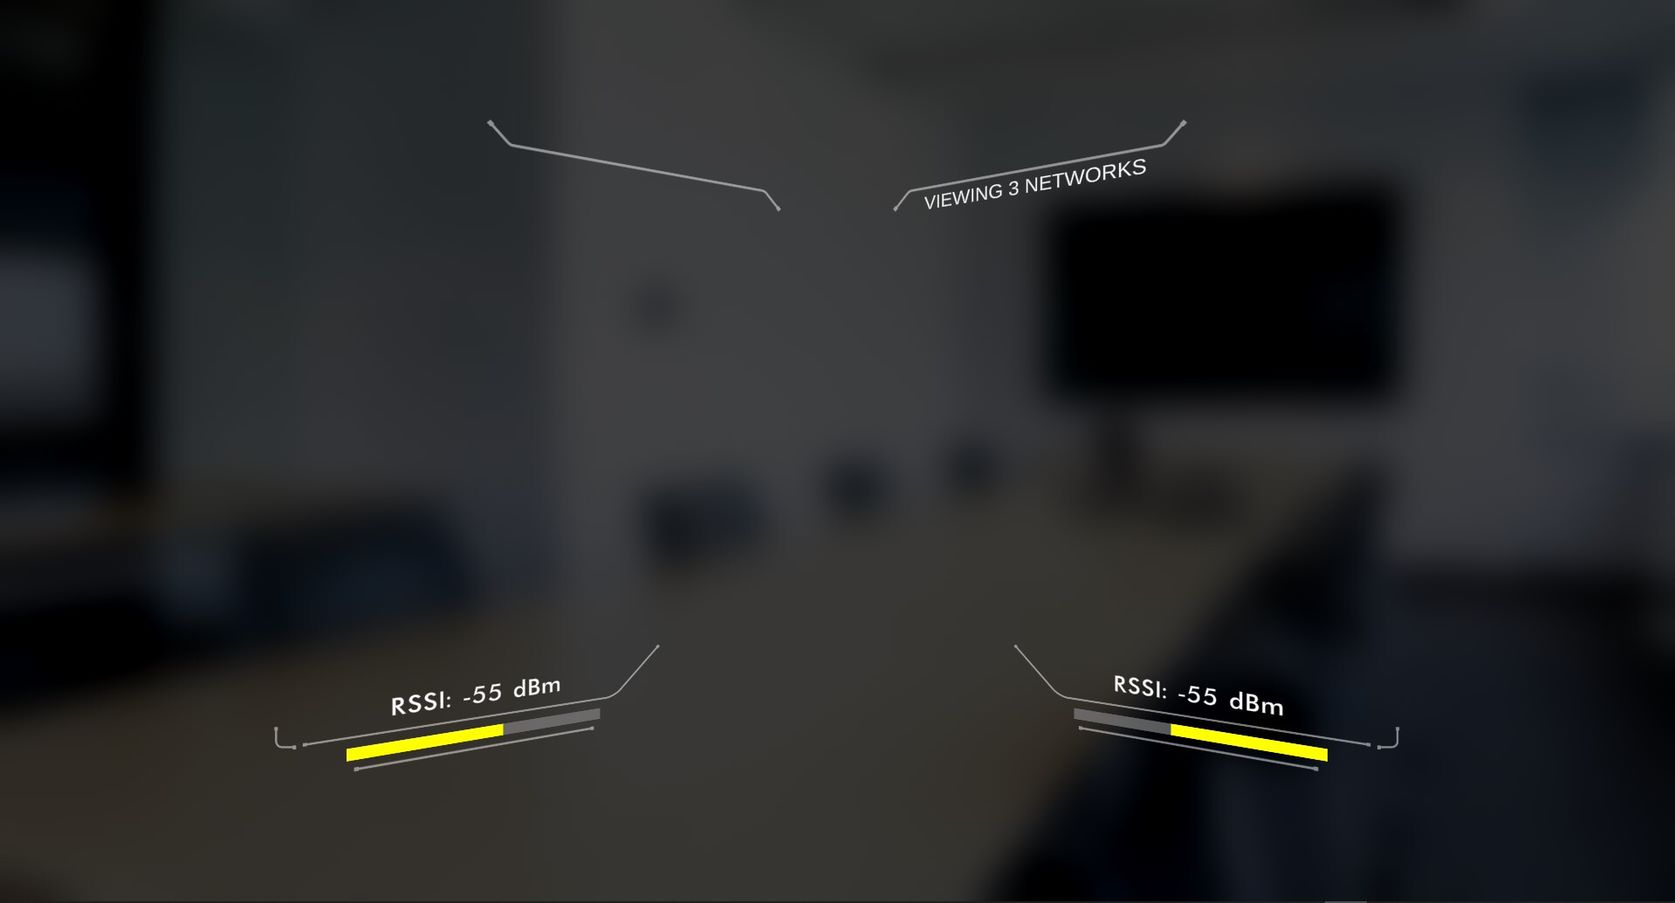 VIEWING 3 NETWORKS
RSSI: -55 dBm
RSSI: -55 dBm